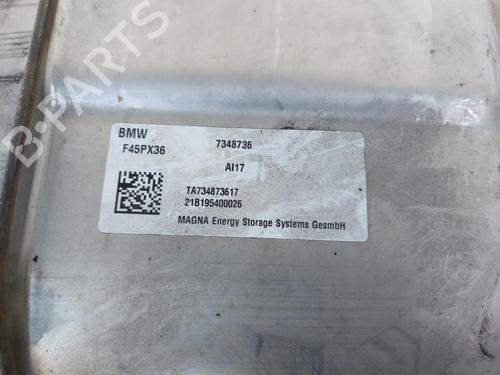 BMW
F45PX36 7348736
AI17
TA734873617
21B195400026
MAGNA Energy Storage Systems GesmbH
B-PARTS